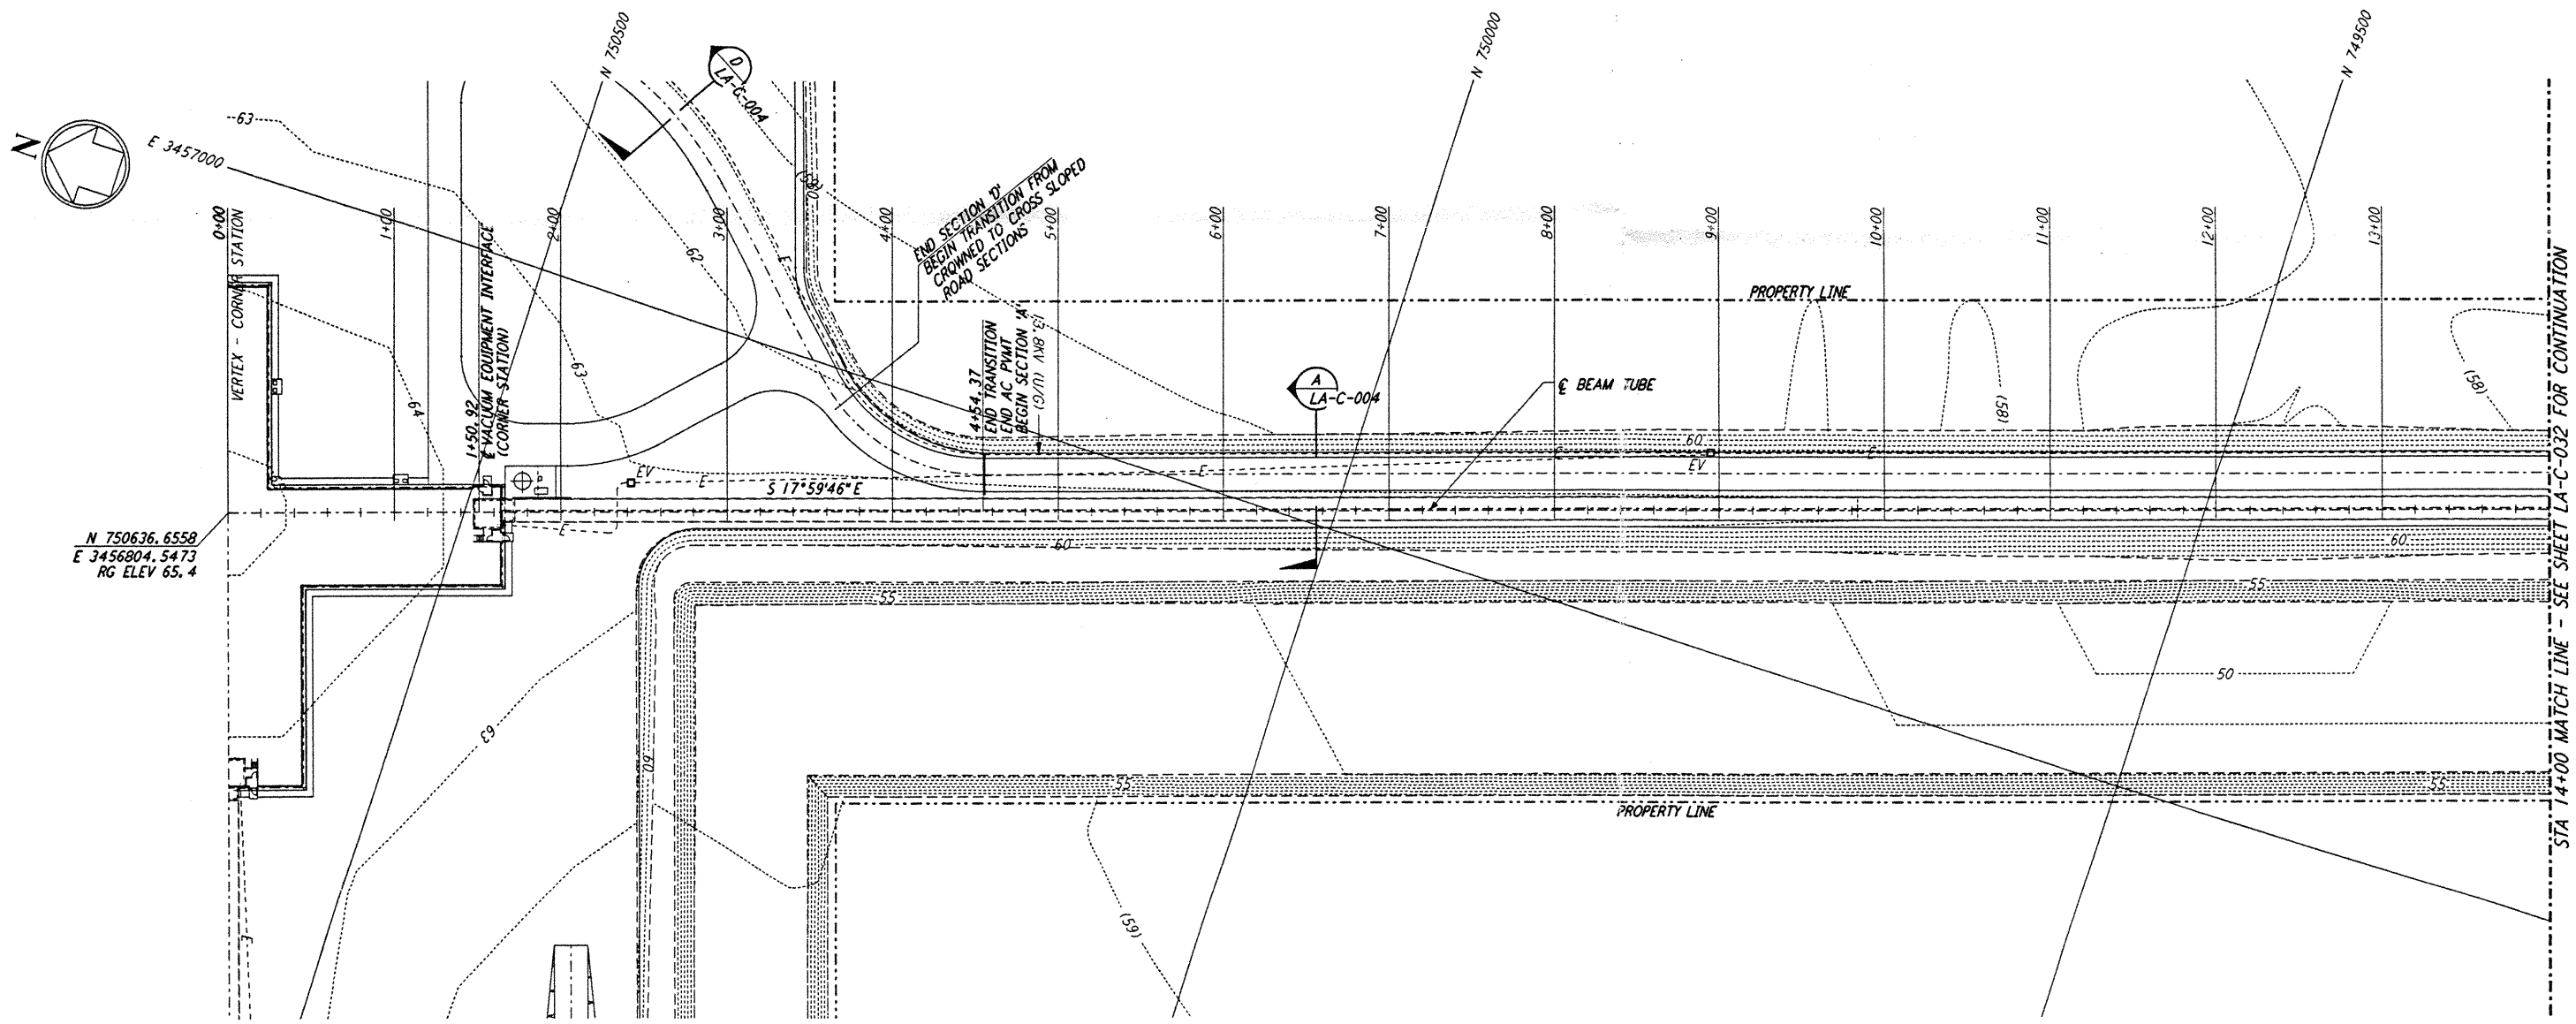 N
N 750500
N 750000
N 749500
D
LA-C-004
--63
E 3457000
(58)
60
0+00
1+00
2+00
3+00
4+00
5+00
6+00
7+00
8+00
9+00
10+00
11+00
12+00
13+00
VERTEX - CORNER STATION
1+50.92
℄ VACUUM EQUIPMENT INTERFACE
(CORNER STATION)
62
E
END SECTION 'D'
BEGIN TRANSITION FROM
CROWNED TO CROSS SLOPED
ROAD SECTIONS
PROPERTY LINE
63
64
4+54.37
END TRANSITION
END AC PVMT
BEGIN SECTION 'A'
13.8KV (U/G)
A
LA-C-004
℄ BEAM TUBE
(58)
(58)
60
EV
E
E
E
E
EV
S 17°59'46" E
N 750636.6558
E 3456804.5473
RG ELEV 65.4
E
60
60
55
55
50
63
60
55
55
PROPERTY LINE
(59)
E
STA 14+00 MATCH LINE - SEE SHEET LA-C-032 FOR CONTINUATION